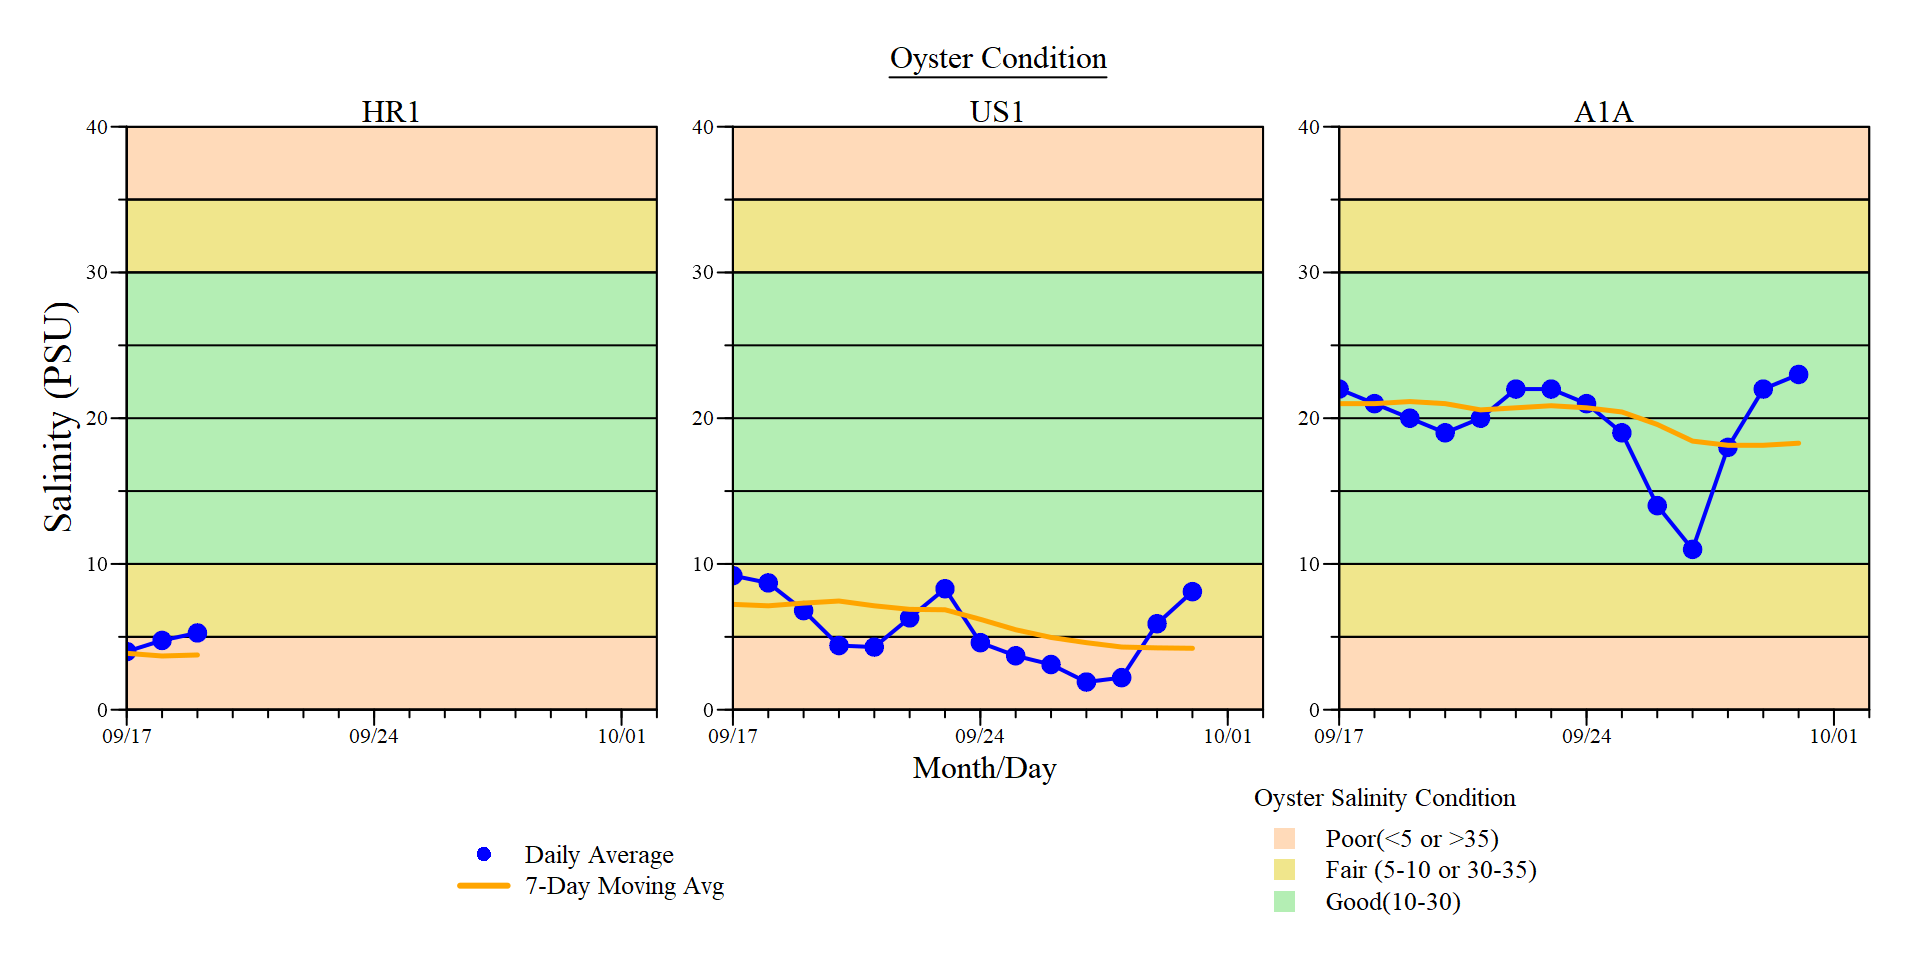 Oyster Condition
HR1
US1
A1A
Salinity (PSU)
40
30
20
10
0
09/17
09/24
10/01
40
30
20
10
0
09/17
09/24
10/01
40
30
20
10
0
09/17
09/24
10/01
Month/Day
Daily Average
7-Day Moving Avg
Oyster Salinity Condition
Poor(<5 or >35)
Fair (5-10 or 30-35)
Good(10-30)